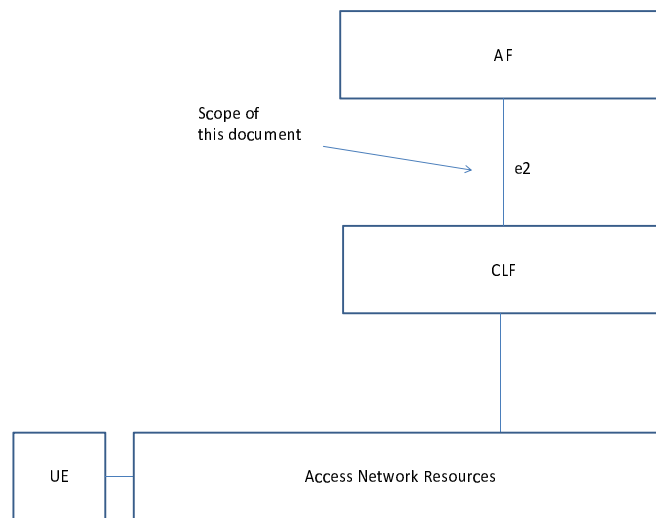 AF
Scope of
this document
e2
CLF
UE
Access Network Resources